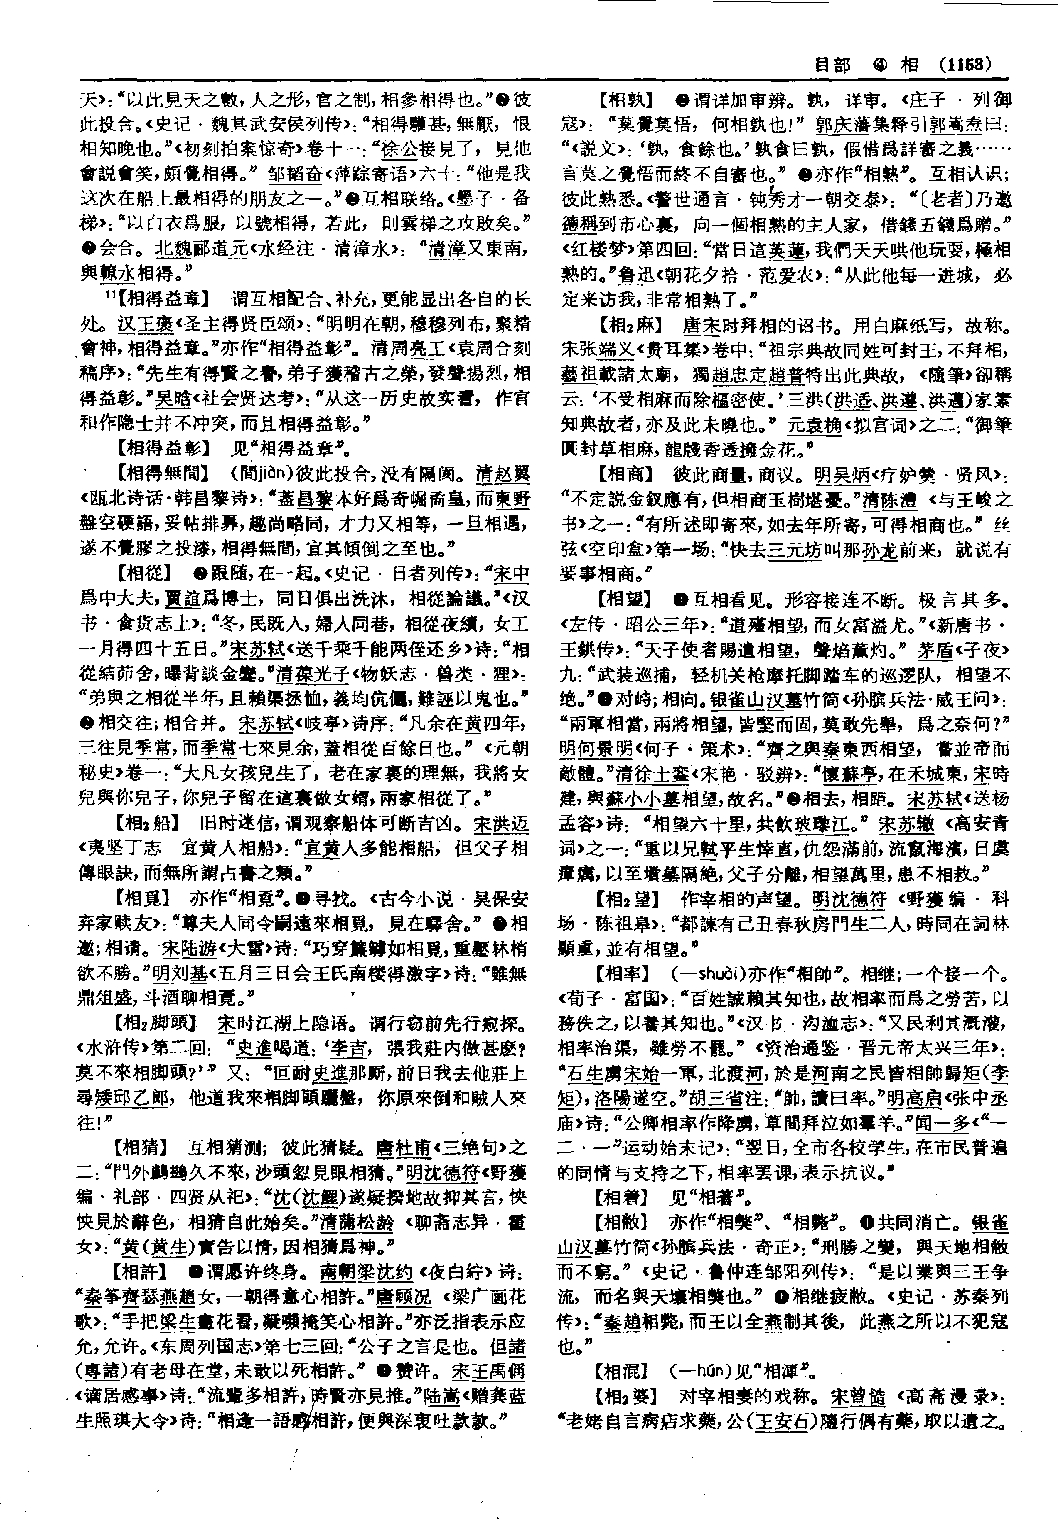 目部 ④ 相 (1153)
天》：“以此見天之數，人之形，官之制，相參相得也。”❷彼
此投合。《史记·魏其武安侯列传》：“相得驩甚，無厭，恨
相知晚也。”《初刻拍案惊奇》卷十一：“徐公接見了，見他
會説會笑，頗覺相得。”邹韬奋《萍踪寄语》六十：“他是我
这次在船上最相得的朋友之一。”❸互相联络。《墨子·备
梯》：“以白衣爲服，以號相得，若此，則雲梯之攻敗矣。”
❹会合。北魏郦道元《水经注·清漳水》：“清漳又東南，
與轑水相得。”
11【相得益章】 谓互相配合、补充，更能显出各自的长
处。汉王褒《圣主得贤臣颂》：“明明在朝，穆穆列布，聚精
會神，相得益章。”亦作“相得益彰”。清周亮工《袁周合刻
稿序》：“先生有得賢之譽，弟子獲稽古之榮，發聲揚烈，相
得益彰。”吴晗《社会贤达考》：“从这一历史故实看，作官
和作隐士并不冲突，而且相得益彰。”
【相得益彰】 见“相得益章”。
【相得無間】 （間jiàn）彼此投合，没有隔阂。清赵翼
《瓯北诗话·韩昌黎诗》：“蓋昌黎本好爲奇崛矞皇，而東野
盤空硬語，妥帖排奡，趣尚略同，才力又相等，一旦相遇，
遂不覺膠之投漆，相得無間，宜其傾倒之至也。”
【相從】 ❶跟随，在一起。《史记·日者列传》：“宋中
爲中大夫，賈誼爲博士，同日俱出洗沐，相從論議。”《汉
书·食货志上》：“冬，民既入，婦人同巷，相從夜績，女工
一月得四十五日。”宋苏轼《送千乘千能两侄还乡》诗：“相
從結茆舍，曝背談金鑾。”清葆光子《物妖志·兽类·狸》：
“弟與之相從半年，且賴渠拯恤，義均伉儷，難誣以鬼也。”
❷相交往；相合并。宋苏轼《岐亭》诗序：“凡余在黄四年，
三往見季常，而季常七來見余，蓋相從百餘日也。”《元朝
秘史》卷一：“大凡女孩兒生了，老在家裏的理無，我將女
兒與你兒子，你兒子留在這裏做女婿，兩家相從了。”
【相2船】 旧时迷信，谓观察船体可断吉凶。宋洪迈
《夷坚丁志 宜黄人相船》：“宜黄人多能相船，但父子相
傳眼訣，而無所謂占書之類。”
【相覓】 亦作“相覔”。❶寻找。《古今小说·吴保安
弃家赎友》：“尊夫人同令嗣遠來相覓，見在驛舍。”❷相
邀；相请。宋陆游《大雷》诗：“巧穿簾罅如相覓，重壓林梢
欲不勝。”明刘基《五月三日会王氏南楼得激字》诗：“雖無
鼎俎盛，斗酒聊相覔。”
【相2脚頭】 宋时江湖上隐语。谓行窃前先行窥探。
《水浒传》第二回：“史進喝道：‘李吉，張我莊内做甚麽？
莫不來相脚頭？’”又：“叵耐史進那厮，前日我去他莊上
尋矮邱乙郎，他道我來相脚頭躧盤，你原來倒和賊人來
往！”
【相猜】 互相猜测；彼此猜疑。唐杜甫《三绝句》之
二：“門外鸕鷀久不來，沙頭忽見眼相猜。”明沈德符《野獲
编·礼部·四贤从祀》：“沈（沈鯉）遂疑揆地故抑其言，怏
怏見於辭色，相猜自此始矣。”清蒲松龄《聊斋志异·霍
女》：“黄（黄生）實告以情，因相猜爲神。”
【相許】 ❶谓愿许终身。南朝梁沈约《夜白纻》诗：
“秦筝齊瑟燕趙女，一朝得意心相許。”唐顾况《梁广画花
歌》：“手把梁生畫花看，凝嚬掩笑心相許。”亦泛指表示应
允，允许。《东周列国志》第七三回：“公子之言是也。但諸
（專諸）有老母在堂，未敢以死相許。”❷赞许。宋王禹偁
《谪居感事》诗：“流輩多相許，時賢亦見推。”陆嵩《赠龚蓝
生照琪大令》诗：“相逢一語感相許，便與深衷吐款款。”
【相孰】 ❶谓详加审辨。孰，详审。《庄子·列御
寇》：“莫覺莫悟，何相孰也！”郭庆藩集释引郭嵩焘曰：
“《説文》：‘孰，食餘也。’孰食曰孰，假借爲詳審之義……
言莫之覺悟而終不自審也。”❷亦作“相熟”。互相认识；
彼此熟悉。《警世通言·钝秀才一朝交泰》：“〔老者〕乃邀
德稱到市心裏，向一個相熟的主人家，借錢五錢爲贈。”
《红楼梦》第四回：“當日這英蓮，我們天天哄他玩耍，極相
熟的。”鲁迅《朝花夕拾·范爱农》：“从此他每一进城，必
定来访我，非常相熟了。”
【相2麻】 唐宋时拜相的诏书。用白麻纸写，故称。
宋张端义《贵耳集》卷中：“祖宗典故同姓可封王，不拜相，
藝祖載諸太廟，獨趙忠定趙普特出此典故，《隨筆》卻稱
云：‘不受相麻而除樞密使。’三洪（洪适、洪遵、洪邁）家素
知典故者，亦及此未曉也。”元袁桷《拟宫词》之二：“御筆
圓封草相麻，龍牋香透擁金花。”
【相商】 彼此商量，商议。明吴炳《疗妒羹·贤风》：
“不定説金釵應有，但相商玉樹堪憂。”清陈澧《与王峻之
书》之一：“有所述即寄來，如去年所寄，可得相商也。”丝
弦《空印盒》第一场：“快去三元坊叫那孙龙前来，就说有
要事相商。”
【相望】 ❶互相看见。形容接连不断。极言其多。
《左传·昭公三年》：“道殣相望，而女富溢尤。”《新唐书·
王鉷传》：“天子使者賜遺相望，聲焰薰灼。”茅盾《子夜》
九：“武装巡捕，轻机关枪摩托脚踏车的巡逻队，相望不
绝。”❷对峙；相向。银雀山汉墓竹简《孙膑兵法·威王问》：
“兩軍相當，兩將相望，皆堅而固，莫敢先舉，爲之奈何？”
明何景明《何子·策术》：“齊之與秦東西相望，嘗並帝而
敵體。”清徐士銮《宋艳·驳辨》：“懷蘇亭，在禾城東，宋時
建，與蘇小小墓相望，故名。”❸相去，相距。宋苏轼《送杨
孟容》诗：“相望六十里，共飲玻瓈江。”宋苏辙《高安青
词》之一：“重以兄軾平生悻直，仇怨滿前，流竄海濱，日虞
瘴癘，以至墳墓隔絶，父子分離，相望萬里，患不相救。”
【相2望】 作宰相的声望。明沈德符《野獲编·科
场·陈祖皋》：“都諫有己丑春秋房門生二人，時同在詞林
顯重，並有相望。”
【相率】 （—shuài）亦作“相帥”。相继；一个接一个。
《荀子·富国》：“百姓誠賴其知也，故相率而爲之勞苦，以
務佚之，以養其知也。”《汉书·沟洫志》：“又民利其溉灌，
相率治渠，雖勞不罷。”《资治通鉴·晋元帝太兴三年》：
“石生虜宋始一軍，北渡河，於是河南之民皆相帥歸矩（李
矩），洛陽遂空。”胡三省注：“帥，讀曰率。”明高启《张中丞
庙》诗：“公卿相率作降虜，草間拜泣如羣羊。”闻一多《“一
二·一”运动始末记》：“翌日，全市各校学生，在市民普遍
的同情与支持之下，相率罢课，表示抗议。”
【相着】 见“相著”。
【相敝】 亦作“相獘”、“相斃”。❶共同消亡。银雀
山汉墓竹简《孙膑兵法·奇正》：“刑勝之變，與天地相敝
而不窮。”《史记·鲁仲连邹阳列传》：“是以業與三王争
流，而名與天壤相獘也。”❷相继疲敝。《史记·苏秦列
传》：“秦趙相斃，而王以全燕制其後，此燕之所以不犯寇
也。”
【相混】 （—hún）见“相渾”。
【相2婆】 对宰相妻的戏称。宋曾慥《高斋漫录》：
“老姥自言病店求藥，公（王安石）隨行偶有藥，取以遺之。